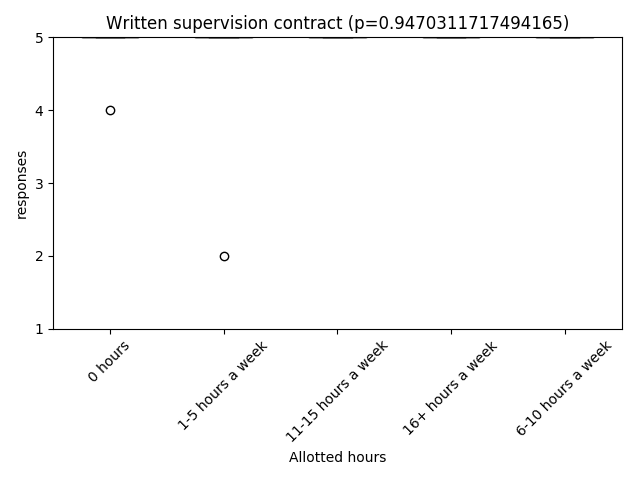 Written supervision contract (p=0.9470311717494165)
5
4
3
2
1
responses
0 hours
1-5 hours a week
11-15 hours a week
16+ hours a week
6-10 hours a week
Allotted hours